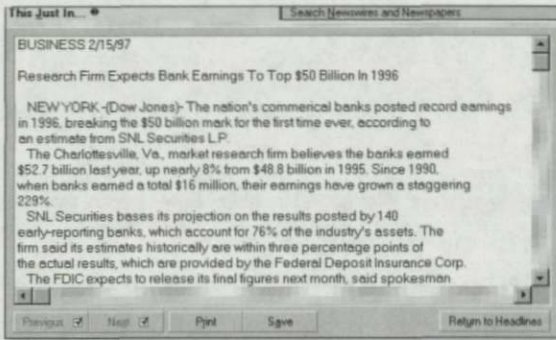 This Just In...
Search Newswires and Newspapers
BUSINESS 2/15/97
Research Firm Expects Bank Earnings To Top $50 Billion In 1996
NEW YORK -(Dow Jones)- The nation's commerical banks posted record earnings
in 1996, breaking the $50 billion mark for the first time ever, according to
an estimate from SNL Securities L.P.
The Charlottesville, Va., market research firm believes the banks earned
$52.7 billion last year, up nearly 8% from $48.8 billion in 1995. Since 1990,
when banks earned a total $16 million, their earnings have grown a staggering
229%.
SNL Securities bases its projection on the results posted by 140
early-reporting banks, which account for 76% of the industry's assets. The
firm said its estimates historically are within three percentage points of
the actual results, which are provided by the Federal Deposit Insurance Corp.
The FDIC expects to release its final figures next month, said spokesman
Previous Next Print Save Return to Headlines